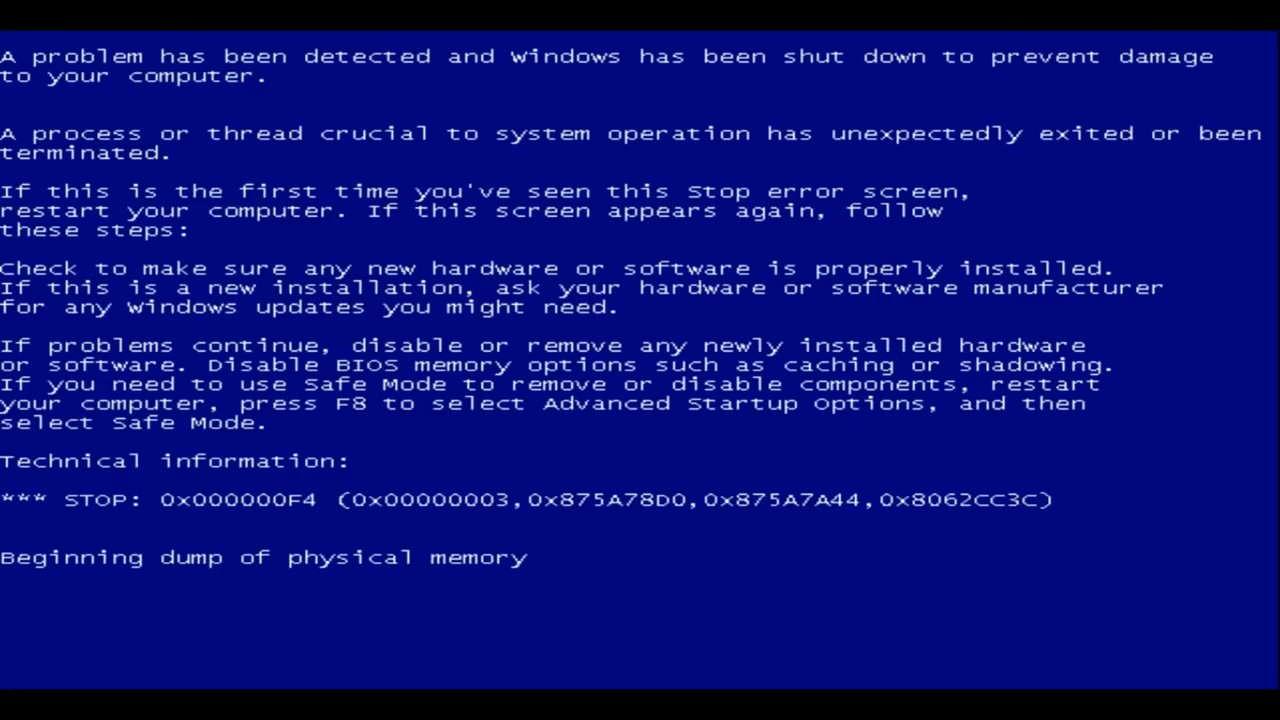 A problem has been detected and Windows has been shut down to prevent damage
to your computer.
A process or thread crucial to system operation has unexpectedly exited or been
terminated.
If this is the first time you've seen this Stop error screen,
restart your computer. If this screen appears again, follow
these steps:
Check to make sure any new hardware or software is properly installed.
If this is a new installation, ask your hardware or software manufacturer
for any Windows updates you might need.
If problems continue, disable or remove any newly installed hardware
or software. Disable BIOS memory options such as caching or shadowing.
If you need to use Safe Mode to remove or disable components, restart
your computer, press F8 to select Advanced Startup Options, and then
select Safe Mode.
Technical information:
*** STOP: 0x000000F4 (0x00000003,0x875A78D0,0x875A7A44,0x8062CC3C)
Beginning dump of physical memory